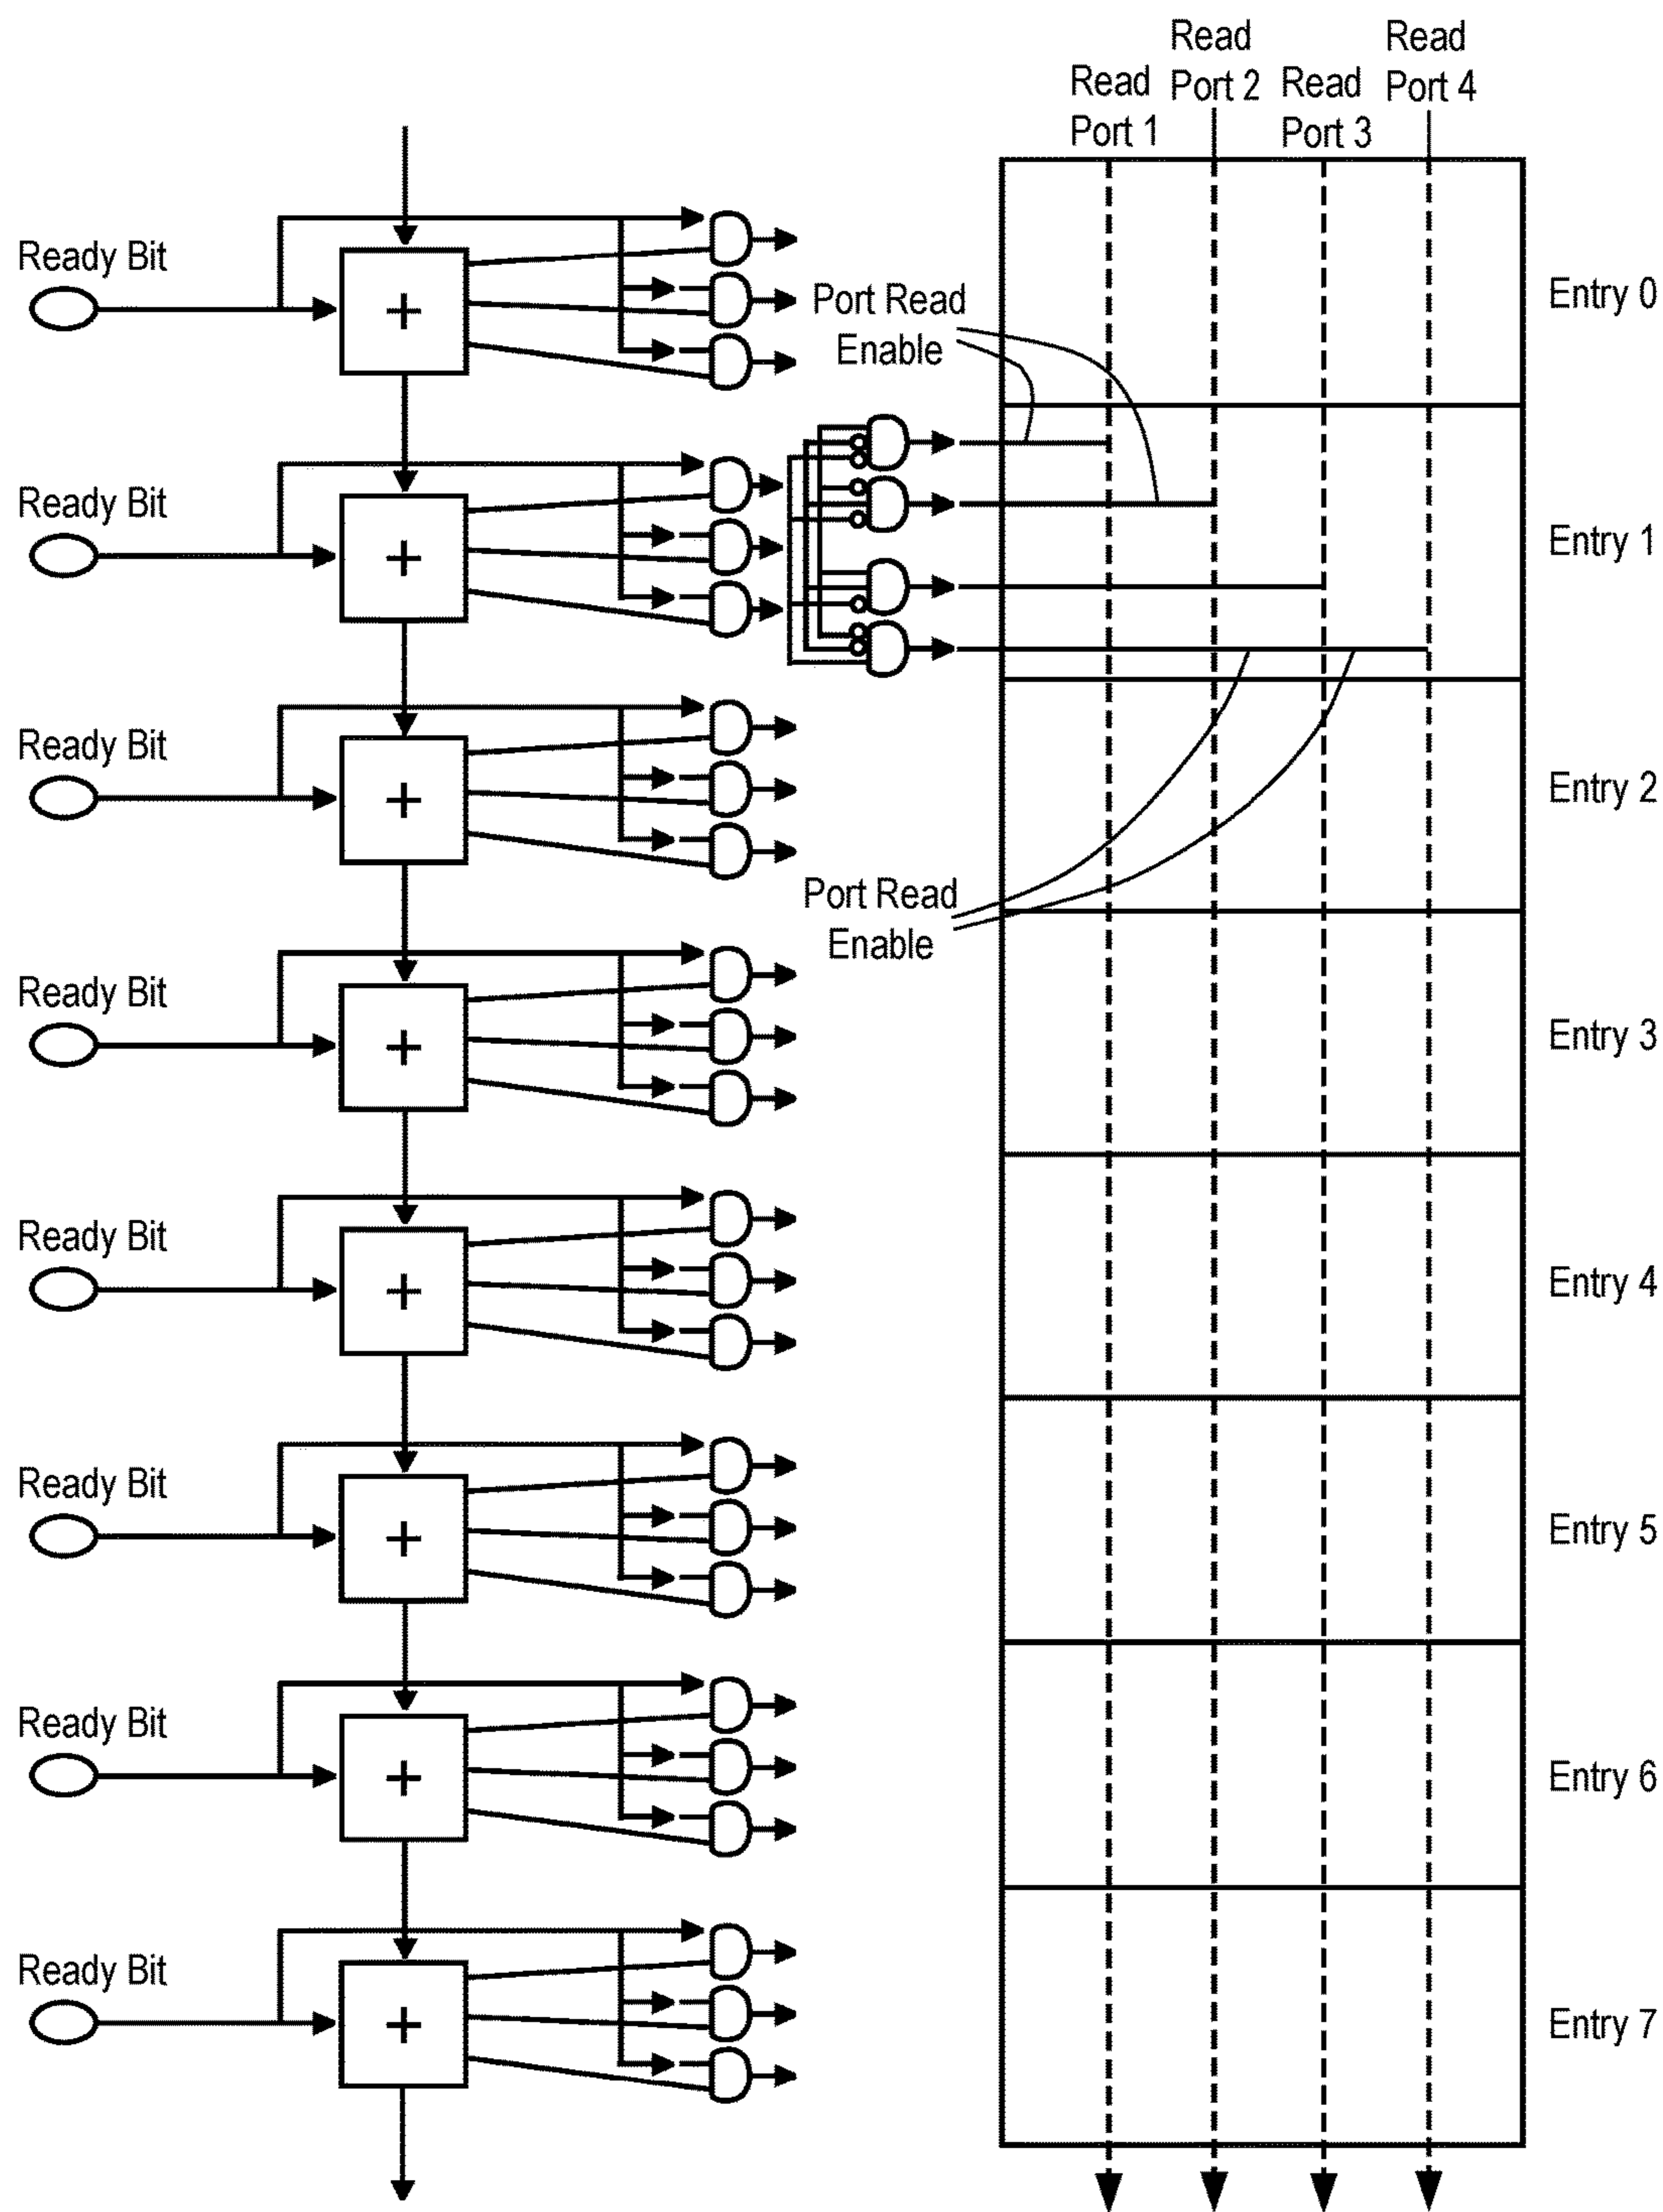 Read
Port 1
Read
Port 2
Read
Port 3
Read
Port 4
Ready Bit
+
Port Read
Enable
Entry 0
Ready Bit
+
Entry 1
Ready Bit
+
Entry 2
Port Read
Enable
Ready Bit
+
Entry 3
Ready Bit
+
Entry 4
Ready Bit
+
Entry 5
Ready Bit
+
Entry 6
Ready Bit
+
Entry 7